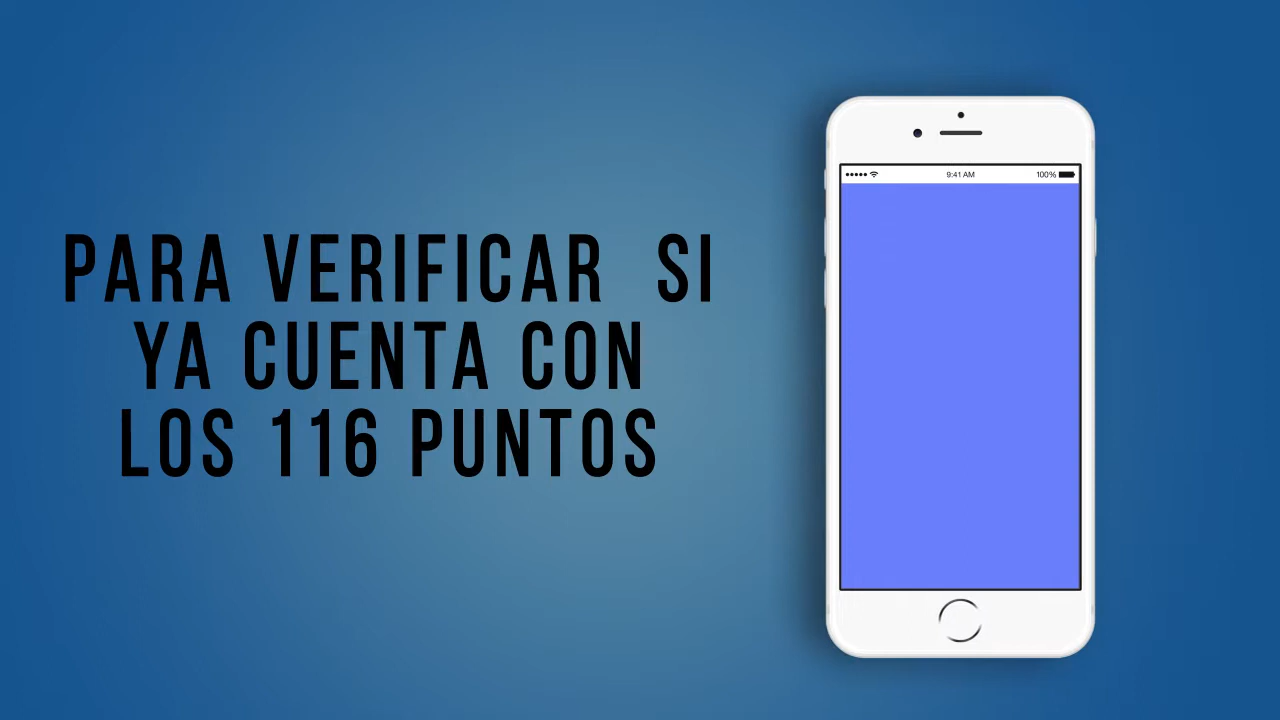 PARA VERIFICAR SI
YA CUENTA CON
LOS 116 PUNTOS
9:41 AM
100%